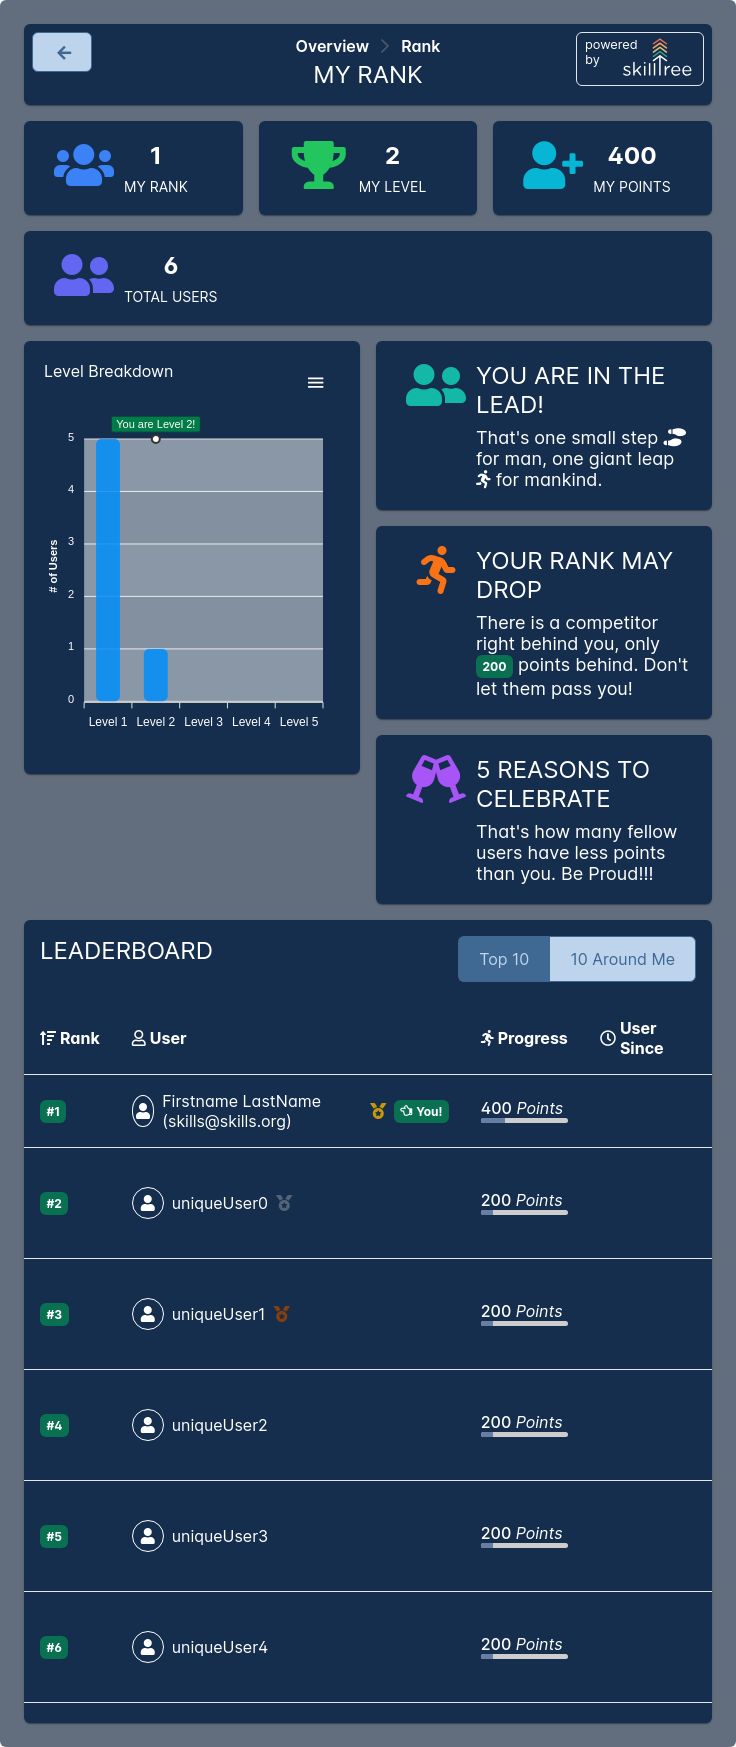 Overview > Rank
MY RANK
powered
by
skilltree
1
MY RANK
2
MY LEVEL
400
MY POINTS
6
TOTAL USERS
Level Breakdown
You are Level 2!
5
4
3
2
1
0
# of Users
Level 1 Level 2 Level 3 Level 4 Level 5
YOU ARE IN THE
LEAD!
That's one small step
for man, one giant leap
for mankind.
YOUR RANK MAY
DROP
There is a competitor
right behind you, only
200 points behind. Don't
let them pass you!
5 REASONS TO
CELEBRATE
That's how many fellow
users have less points
than you. Be Proud!!!
LEADERBOARD
Top 10 10 Around Me
Rank User Progress User
Since
#1 Firstname LastName
(skills@skills.org) You! 400 Points
#2 uniqueUser0 200 Points
#3 uniqueUser1 200 Points
#4 uniqueUser2 200 Points
#5 uniqueUser3 200 Points
#6 uniqueUser4 200 Points